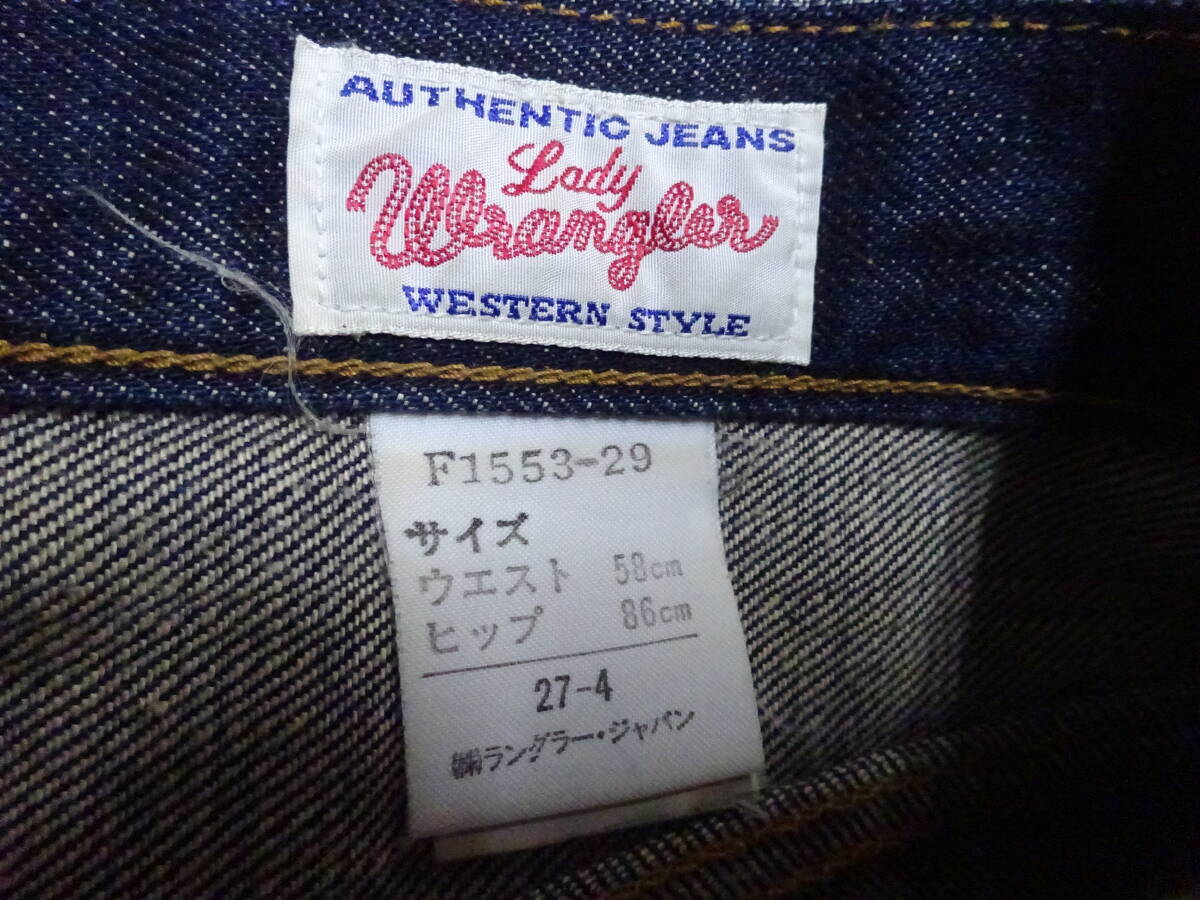 AUTHENTIC JEANS
Lady
Wrangler
WESTERN STYLE
F1553-29
サイズ
ウエスト 58cm
ヒップ 86cm
27-4
㈱ラングラー・ジャパン